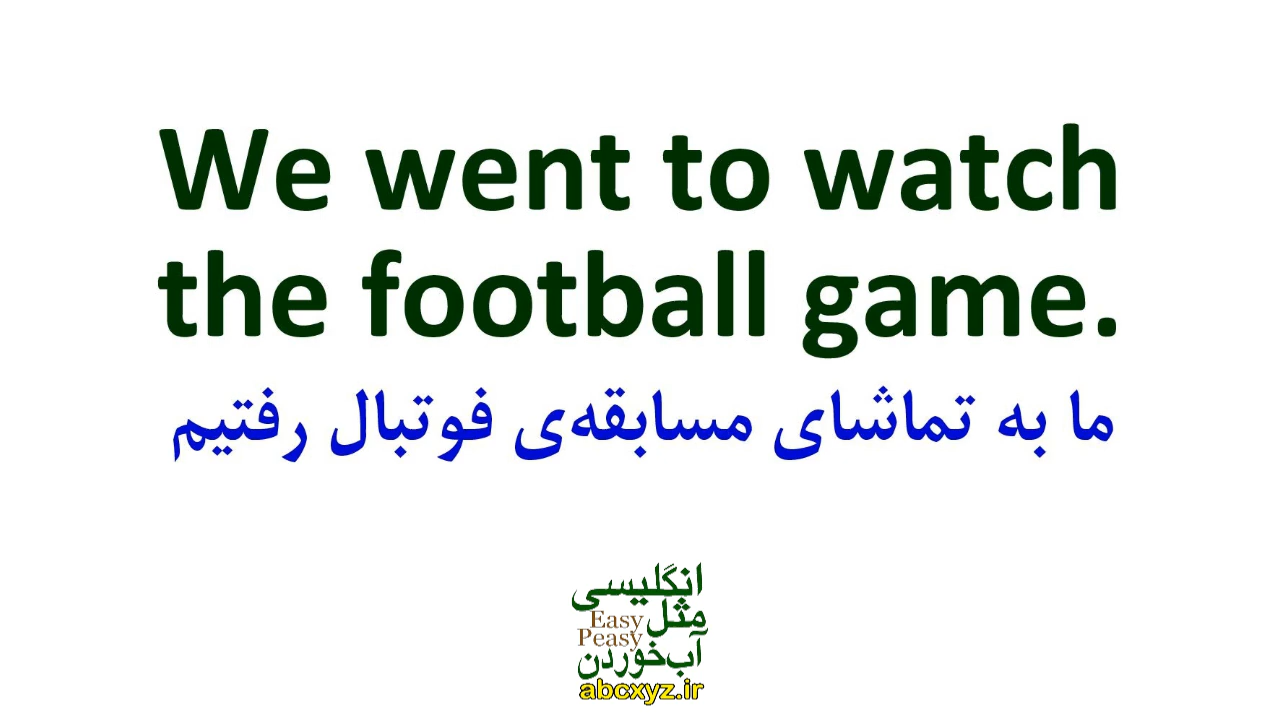 We went to watch
the football game.
ما به تماشای مسابقه‌ی فوتبال رفتیم
انگلیسی
مثل
Easy
Peasy
آب‌خوردن
abcxyz.ir